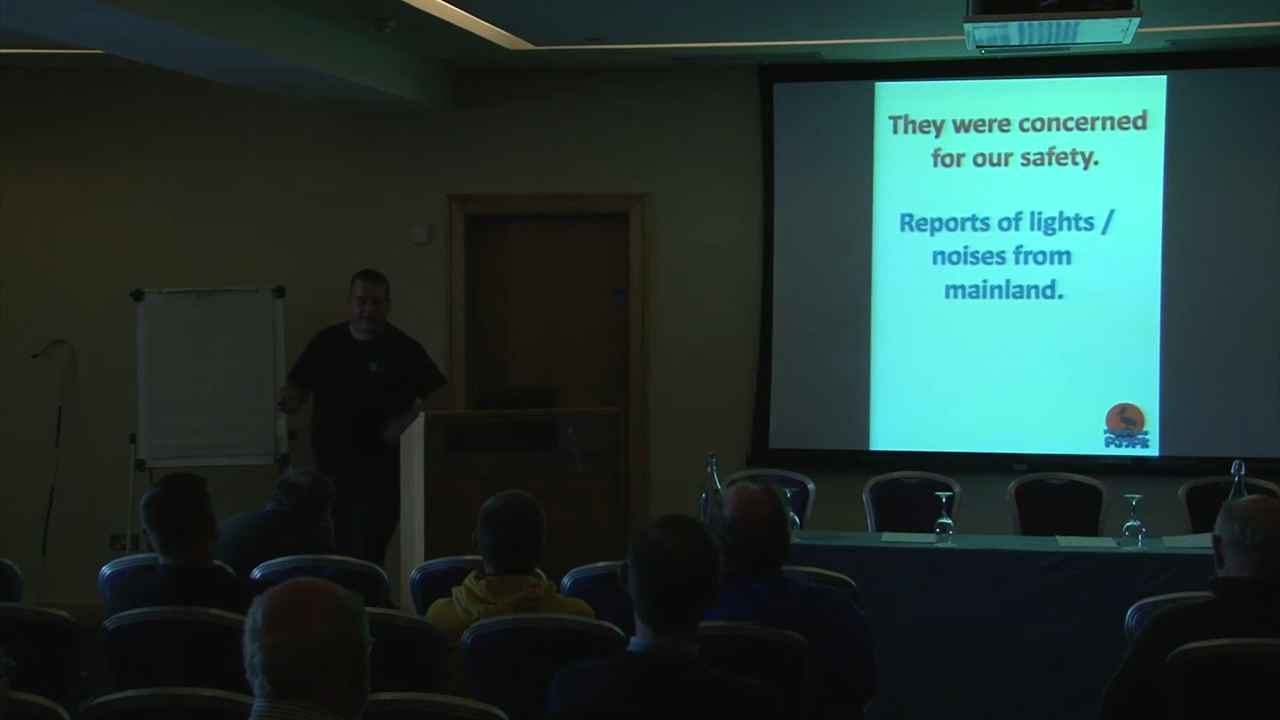 They were concerned
for our safety.
Reports of lights /
noises from
mainland.